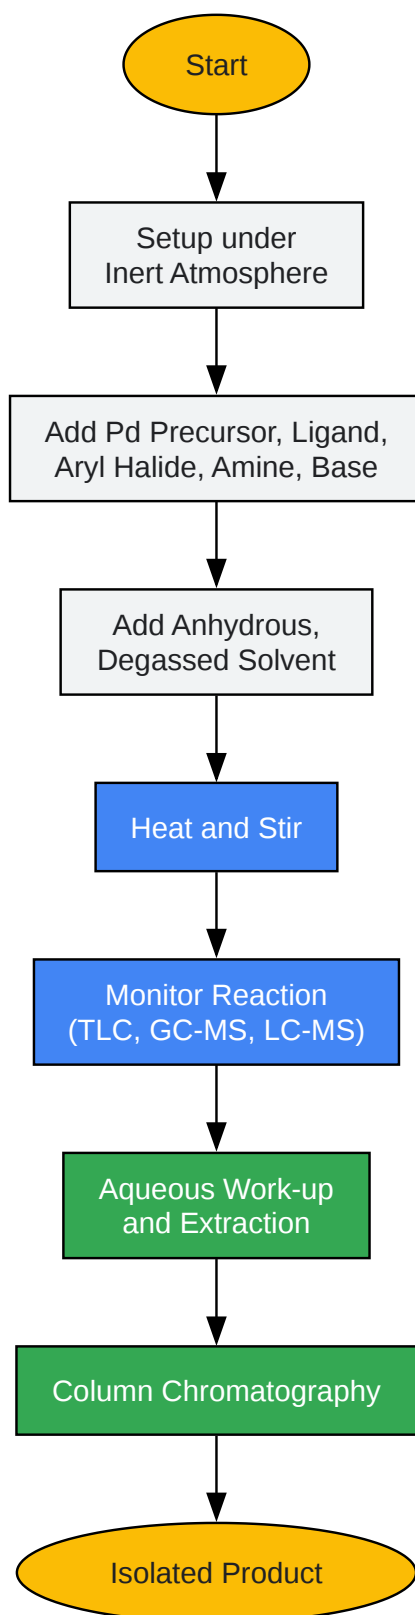 Start
Setup under
Inert Atmosphere
Add Pd Precursor, Ligand,
Aryl Halide, Amine, Base
Add Anhydrous,
Degassed Solvent
Heat and Stir
Monitor Reaction
(TLC, GC-MS, LC-MS)
Aqueous Work-up
and Extraction
Column Chromatography
Isolated Product